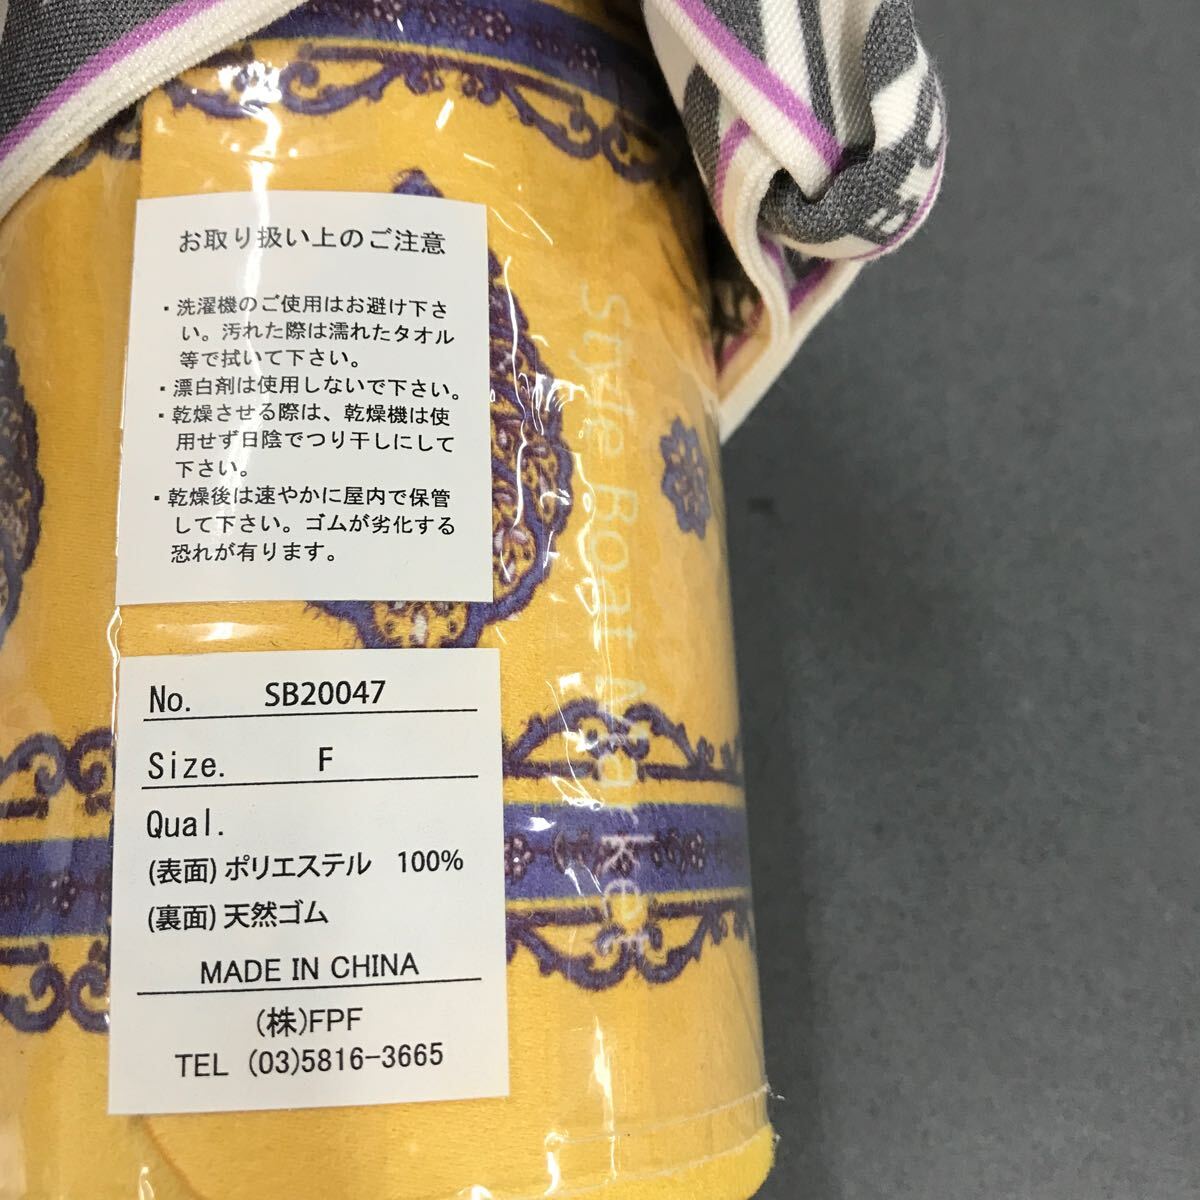 お取り扱い上のご注意
・洗濯機のご使用はお避け下さ
い。汚れた際は濡れたタオル
等で拭いて下さい。
・漂白剤は使用しないで下さい。
・乾燥させる際は、乾燥機は使
用せず日陰でつり干しにして
下さい。
・乾燥後は速やかに屋内で保管
して下さい。ゴムが劣化する
恐れが有ります。
No. SB20047
Size. F
Qual.
(表面) ポリエステル 100%
(裏面) 天然ゴム
MADE IN CHINA
(株)FPF
TEL (03)5816-3665
Style Boat Market